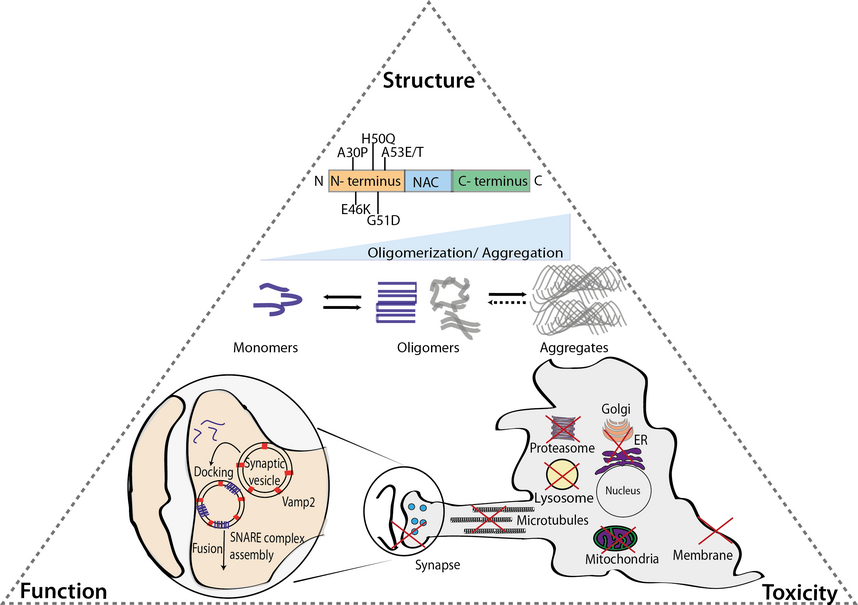 Structure
H50Q
A30P A53E/T
N N- terminus NAC C- terminus C
E46K
G51D
Oligomerization/ Aggregation
Monomers Oligomers Aggregates
Golgi
Proteasome ER
Docking Synaptic
vesicle
Lysosome Nucleus
Vamp2
Microtubules
SNARE complex
Fusion assembly
Synapse Mitochondria Membrane
Function Toxicity